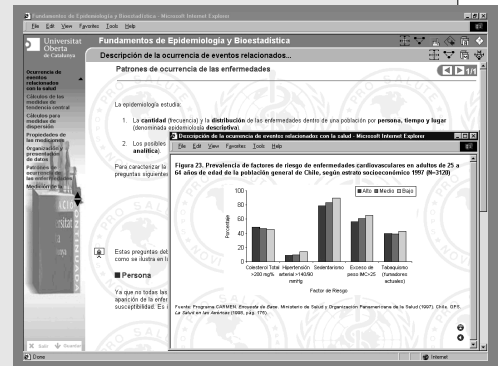 Fundamentos de Epidemiología y Bioestadística - Microsoft Internet Explorer
File Edit View Favorites Tools Help
Universitat Oberta
de Catalunya
Fundamentos de Epidemiología y Bioestadística
Descripción de la ocurrencia de eventos relacionados...
Ocurrencia de
eventos
relacionados
con la salud
Cálculos de las
medidas de
tendencia central
Cálculos para
medidas de
dispersión
Propiedades de
las mediciones
Organización y
presentación
de datos
Patrones de
ocurrencia de
las enfermedades
Medición de la
Patrones de ocurrencia de las enfermedades
1/1
La epidemiología estudia:
1. La cantidad (frecuencia) y la distribución de las enfermedades dentro de una población por persona, tiempo y lugar
(denominada epidemiología descriptiva).
2. Los posibles
analítica).
Para caracterizar la
preguntas siguientes
Estas preguntas del
como se ilustra en l
Persona
Ya que no todas las
aparición de la enfer
susceptibilidad. Es i
Descripción de la ocurrencia de eventos relacionados con la salud - Microsoft Internet Explorer
File Edit View Favorites Tools Help
Figura 23. Prevalencia de factores de riesgo de enfermedades cardiovasculares en adultos de 25 a
64 años de edad de la población general de Chile, según estrato socioeconómico 1997 (N=3120)
Alto Medio Bajo
Porcentaje
100
80
60
40
20
0
Colesterol Total
>200 mg%
Hipertensión
arterial >140/90
mmHg
Sedentarismo
Exceso de
peso IMC>25
Tabaquismo
(fumadores
actuales)
Factor de Riesgo
Fuente: Programa CARMEN, Encuesta de Base. Ministerio de Salud y Organización Panamericana de la Salud (1997). Chile, OPS.
La Salud en las Américas (1998, pág. 175).
Salir
Done
Internet